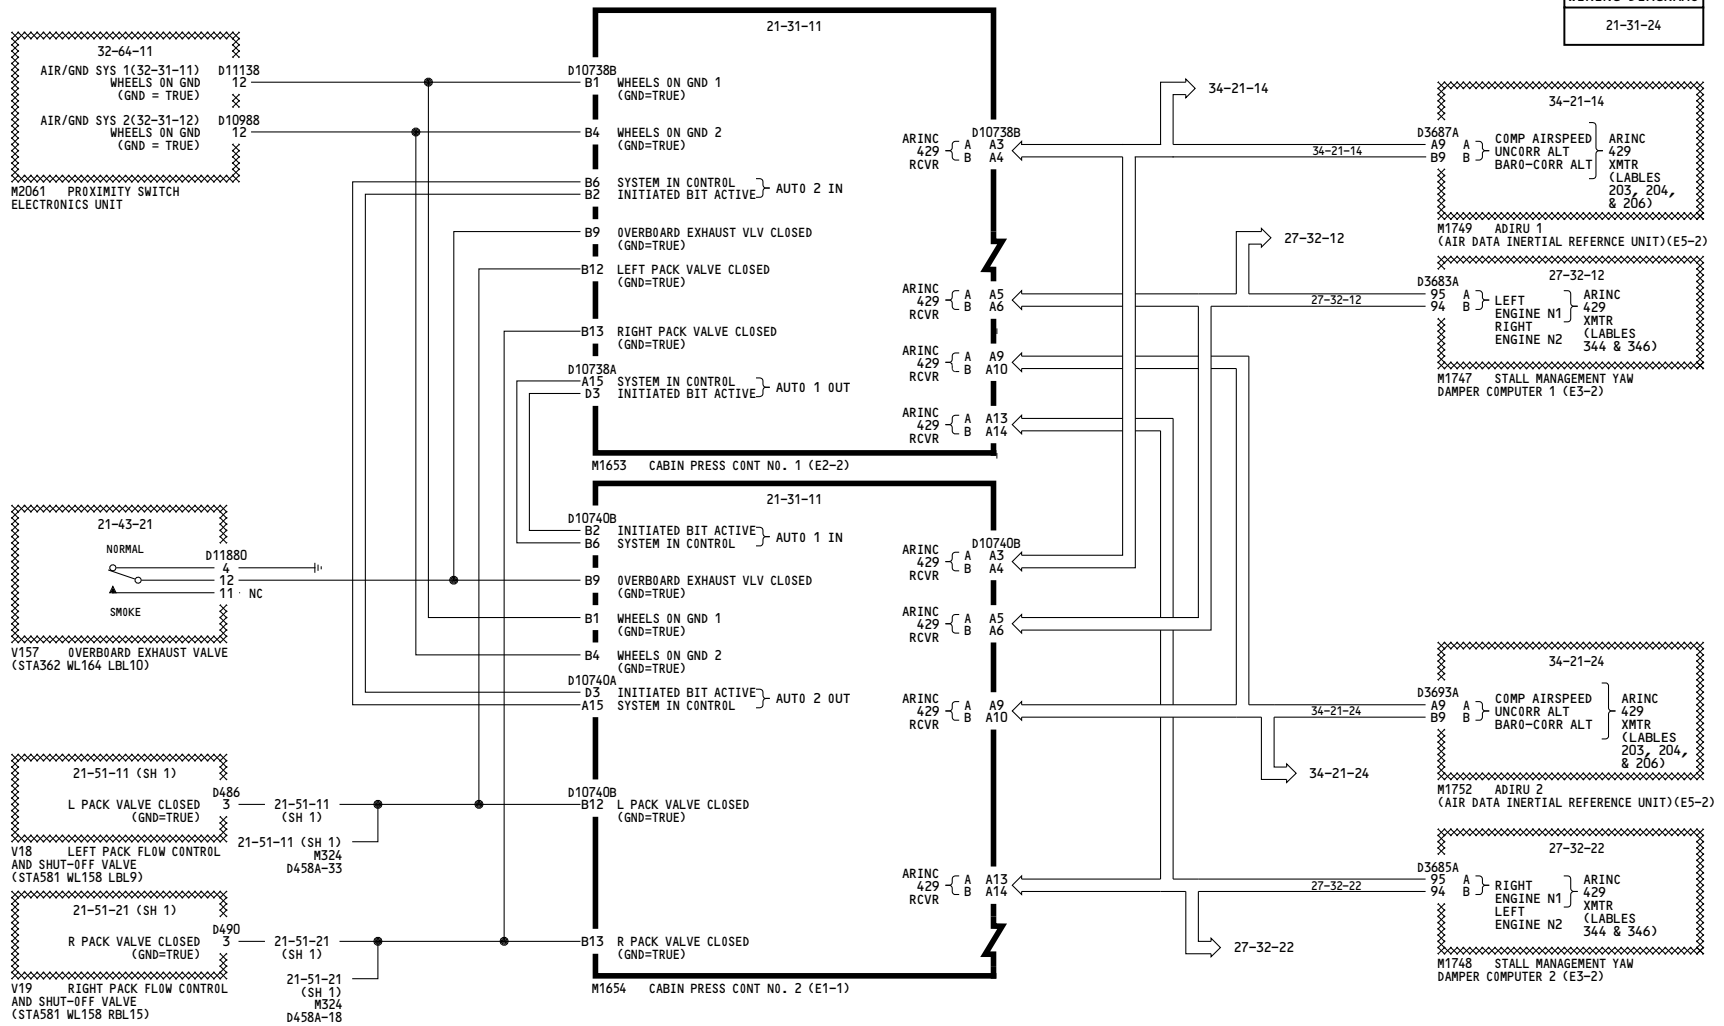 21-31-24
32-64-11
AIR/GND SYS 1(32-31-11) D11138
WHEELS ON GND 12
(GND = TRUE)
AIR/GND SYS 2(32-31-12) D10988
WHEELS ON GND 12
(GND = TRUE)
M2061 PROXIMITY SWITCH
ELECTRONICS UNIT
21-43-21
NORMAL
D11880
4
12
11 NC
SMOKE
V157 OVERBOARD EXHAUST VALVE
(STA362 WL164 LBL10)
21-51-11 (SH 1)
D486
L PACK VALVE CLOSED 3 21-51-11
(GND=TRUE) (SH 1)
21-51-11 (SH 1)
M324
D458A-33
V18 LEFT PACK FLOW CONTROL
AND SHUT-OFF VALVE
(STA581 WL158 LBL9)
21-51-21 (SH 1)
D490
R PACK VALVE CLOSED 3 21-51-21
(GND=TRUE) (SH 1)
21-51-21
(SH 1)
M324
D458A-18
V19 RIGHT PACK FLOW CONTROL
AND SHUT-OFF VALVE
(STA581 WL158 RBL15)
21-31-11
D10738B
B1 WHEELS ON GND 1
(GND=TRUE)
B4 WHEELS ON GND 2
(GND=TRUE)
B6 SYSTEM IN CONTROL
B2 INITIATED BIT ACTIVE
AUTO 2 IN
B9 OVERBOARD EXHAUST VLV CLOSED
(GND=TRUE)
B12 LEFT PACK VALVE CLOSED
(GND=TRUE)
B13 RIGHT PACK VALVE CLOSED
(GND=TRUE)
D10738A
A15 SYSTEM IN CONTROL
D3 INITIATED BIT ACTIVE
AUTO 1 OUT
D10738B
ARINC 429 RCVR A A3
B A4
ARINC 429 RCVR A A5
B A6
ARINC 429 RCVR A A9
B A10
ARINC 429 RCVR A A13
B A14
M1653 CABIN PRESS CONT NO. 1 (E2-2)
21-31-11
D10740B
B2 INITIATED BIT ACTIVE
B6 SYSTEM IN CONTROL
AUTO 1 IN
B9 OVERBOARD EXHAUST VLV CLOSED
(GND=TRUE)
B1 WHEELS ON GND 1
(GND=TRUE)
B4 WHEELS ON GND 2
(GND=TRUE)
D10740A
D3 INITIATED BIT ACTIVE
A15 SYSTEM IN CONTROL
AUTO 2 OUT
D10740B
B12 L PACK VALVE CLOSED
(GND=TRUE)
B13 R PACK VALVE CLOSED
(GND=TRUE)
D10740B
ARINC 429 RCVR A A3
B A4
ARINC 429 RCVR A A5
B A6
ARINC 429 RCVR A A9
B A10
ARINC 429 RCVR A A13
B A14
M1654 CABIN PRESS CONT NO. 2 (E1-1)
34-21-14
34-21-14
27-32-12
27-32-12
34-21-24
34-21-24
27-32-22
27-32-22
34-21-14
D3687A
A9 A
B9 B
COMP AIRSPEED
UNCORR ALT
BARO-CORR ALT
ARINC
429
XMTR
(LABLES
203, 204,
& 206)
M1749 ADIRU 1
(AIR DATA INERTIAL REFERNCE UNIT)(E5-2)
27-32-12
D3683A
95 A
94 B
LEFT
ENGINE N1
RIGHT
ENGINE N2
ARINC
429
XMTR
(LABLES
344 & 346)
M1747 STALL MANAGEMENT YAW
DAMPER COMPUTER 1 (E3-2)
34-21-24
D3693A
A9 A
B9 B
COMP AIRSPEED
UNCORR ALT
BARO-CORR ALT
ARINC
429
XMTR
(LABLES
203, 204,
& 206)
M1752 ADIRU 2
(AIR DATA INERTIAL REFERENCE UNIT)(E5-2)
27-32-22
D3685A
95 A
94 B
RIGHT
ENGINE N1
LEFT
ENGINE N2
ARINC
429
XMTR
(LABLES
344 & 346)
M1748 STALL MANAGEMENT YAW
DAMPER COMPUTER 2 (E3-2)